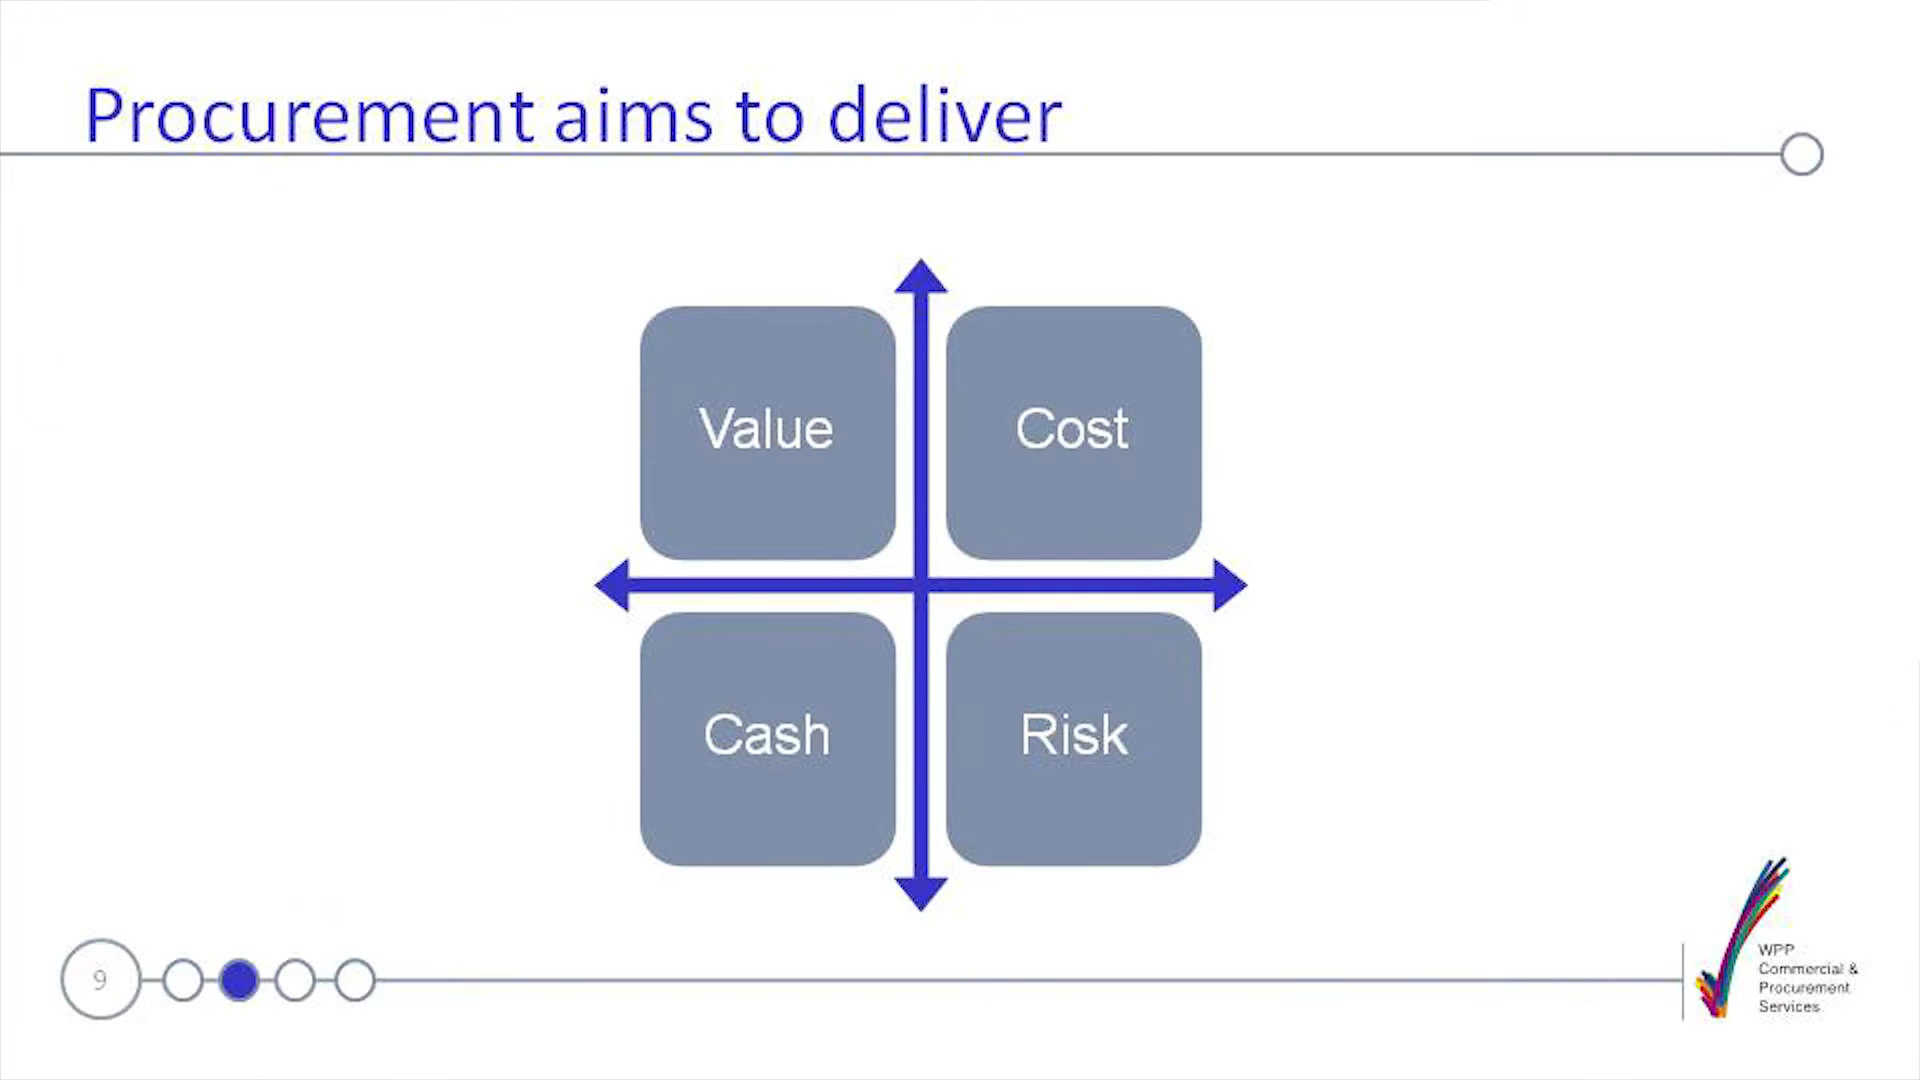 Procurement aims to deliver
Value
Cost
Cash
Risk
9
WPP
Commercial &
Procurement
Services